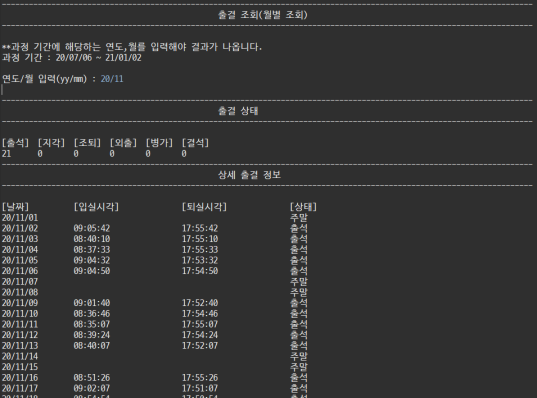 출결 조회(월별 조회)
**과정 기간에 해당하는 연도,월를 입력해야 결과가 나옵니다.
과정 기간 : 20/07/06 ~ 21/01/02
연도/월 입력(yy/mm) : 20/11
출결 상태
[출석] [지각] [조퇴] [외출] [병가] [결석]
21 0 0 0 0 0
상세 출결 정보
[날짜] [입실시각] [퇴실시각] [상태]
20/11/01 주말
20/11/02 09:05:42 17:55:42 출석
20/11/03 08:40:10 17:55:10 출석
20/11/04 08:37:33 17:55:33 출석
20/11/05 09:04:32 17:53:32 출석
20/11/06 09:04:50 17:54:50 출석
20/11/07 주말
20/11/08 주말
20/11/09 09:01:40 17:52:40 출석
20/11/10 08:36:46 17:54:46 출석
20/11/11 08:35:07 17:55:07 출석
20/11/12 08:39:24 17:54:24 출석
20/11/13 08:40:07 17:52:07 출석
20/11/14 주말
20/11/15 주말
20/11/16 08:51:26 17:55:26 출석
20/11/17 09:02:07 17:51:07 출석